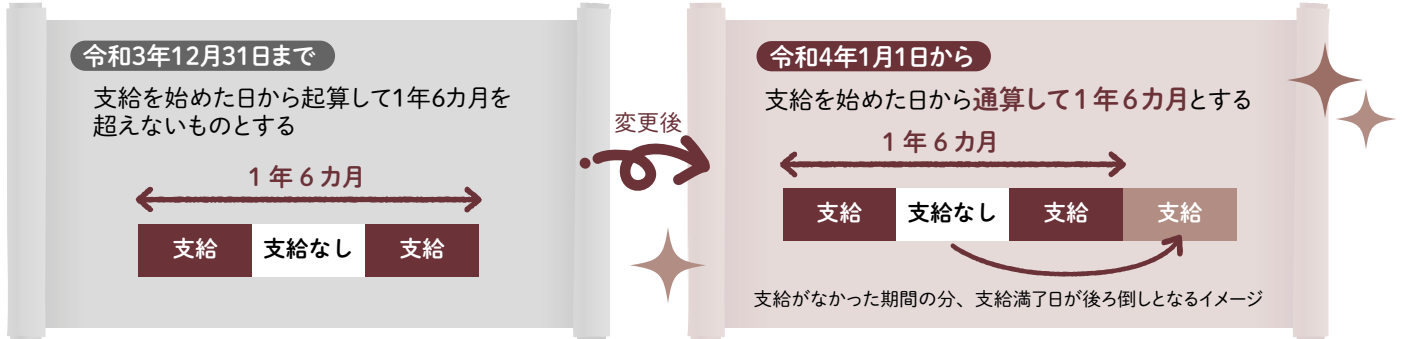 令和3年12月31日まで
支給を始めた日から起算して1年6カ月を
超えないものとする
1年6カ月
支給 支給なし 支給
変更後
令和4年1月1日から
支給を始めた日から通算して1年6カ月とする
1年6カ月
支給 支給なし 支給 支給
支給がなかった期間の分、支給満了日が後ろ倒しとなるイメージ